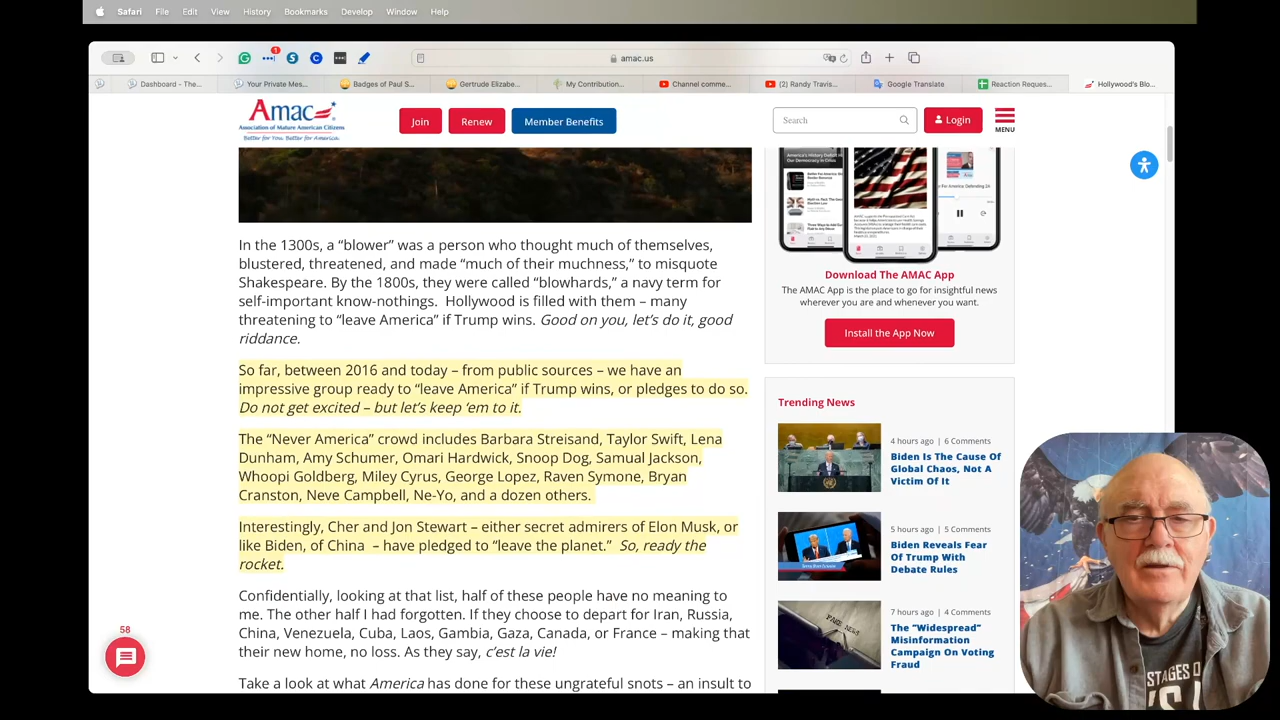 Safari File Edit View History Bookmarks Develop Window Help
1
amac.us
Dashboard - The... Your Private Mes... Badges of Paul S... Gertrude Elizabe... My Contribution... Channel comme... (2) Randy Travis... Google Translate Reaction Reques... Hollywood's Blo...
Amac
Association of Mature American Citizens
Better for You. Better for America.
Join Renew Member Benefits
Search
Login
MENU
In the 1300s, a “blower” was a person who thought much of themselves,
blustered, threatened, and made “much of their muchness,” to misquote
Shakespeare. By the 1800s, they were called “blowhards,” a navy term for
self-important know-nothings. Hollywood is filled with them – many
threatening to “leave America” if Trump wins. Good on you, let’s do it, good
riddance.
So far, between 2016 and today – from public sources – we have an
impressive group ready to “leave America” if Trump wins, or pledges to do so.
Do not get excited – but let’s keep ‘em to it.
The “Never America” crowd includes Barbara Streisand, Taylor Swift, Lena
Dunham, Amy Schumer, Omari Hardwick, Snoop Dog, Samual Jackson,
Whoopi Goldberg, Miley Cyrus, George Lopez, Raven Symone, Bryan
Cranston, Neve Campbell, Ne-Yo, and a dozen others.
Interestingly, Cher and Jon Stewart – either secret admirers of Elon Musk, or
like Biden, of China – have pledged to “leave the planet.” So, ready the
rocket.
Confidentially, looking at that list, half of these people have no meaning to
me. The other half I had forgotten. If they choose to depart for Iran, Russia,
China, Venezuela, Cuba, Laos, Gambia, Gaza, Canada, or France – making that
their new home, no loss. As they say, c’est la vie!
Take a look at what America has done for these ungrateful snots – an insult to
58
Download The AMAC App
The AMAC App is the place to go for insightful news
wherever you are and whenever you want.
Install the App Now
Trending News
4 hours ago | 6 Comments
Biden Is The Cause Of
Global Chaos, Not A
Victim Of It
5 hours ago | 5 Comments
Biden Reveals Fear
Of Trump With
Debate Rules
7 hours ago | 4 Comments
The “Widespread”
Misinformation
Campaign On Voting
Fraud
FAKE NEWS
STAGES O